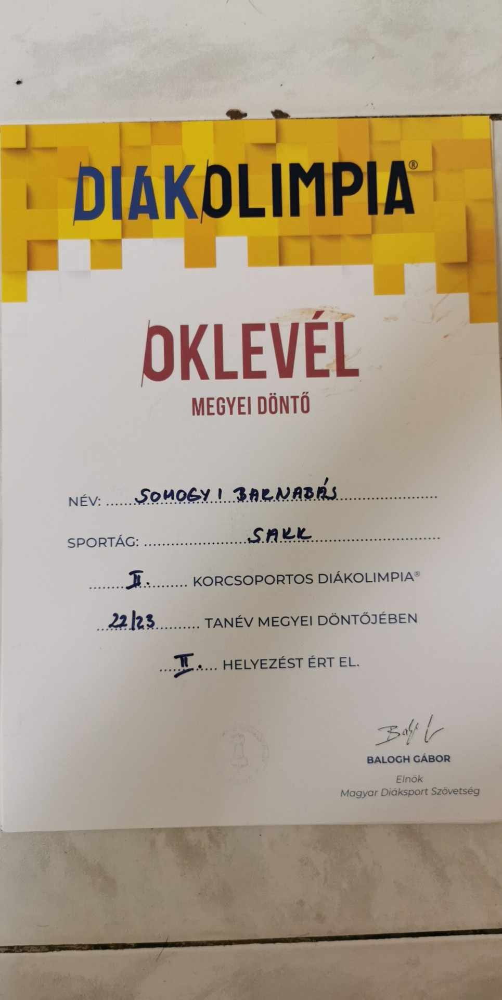 DIÁKOLIMPIA®
OKLEVÉL
MEGYEI DÖNTŐ
NÉV: SOMOGYI BARNABÁS
SPORTÁG: SAKK
II. KORCSOPORTOS DIÁKOLIMPIA®
22/23 TANÉV MEGYEI DÖNTŐJÉBEN
II. HELYEZÉST ÉRT EL.
BALOGH GÁBOR
Elnök
Magyar Diáksport Szövetség